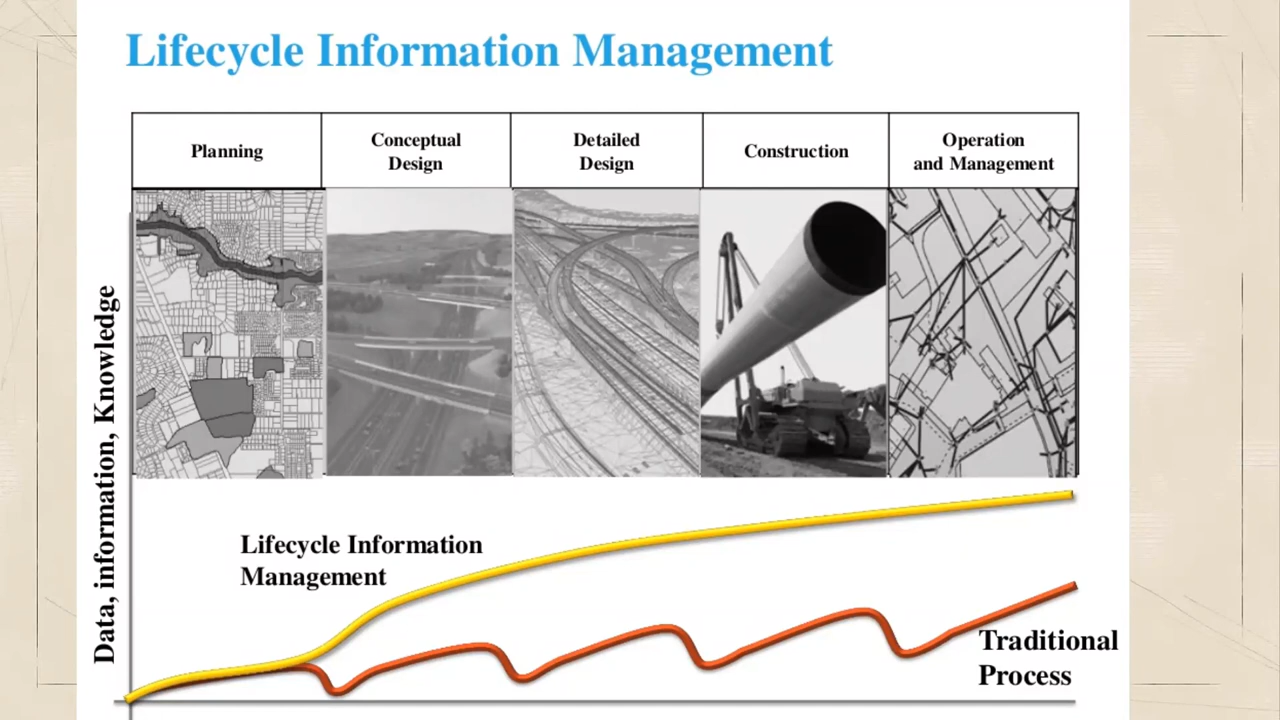 Lifecycle Information Management
Planning
Conceptual
Design
Detailed
Design
Construction
Operation
and Management
Data, information, Knowledge
Lifecycle Information
Management
Traditional
Process